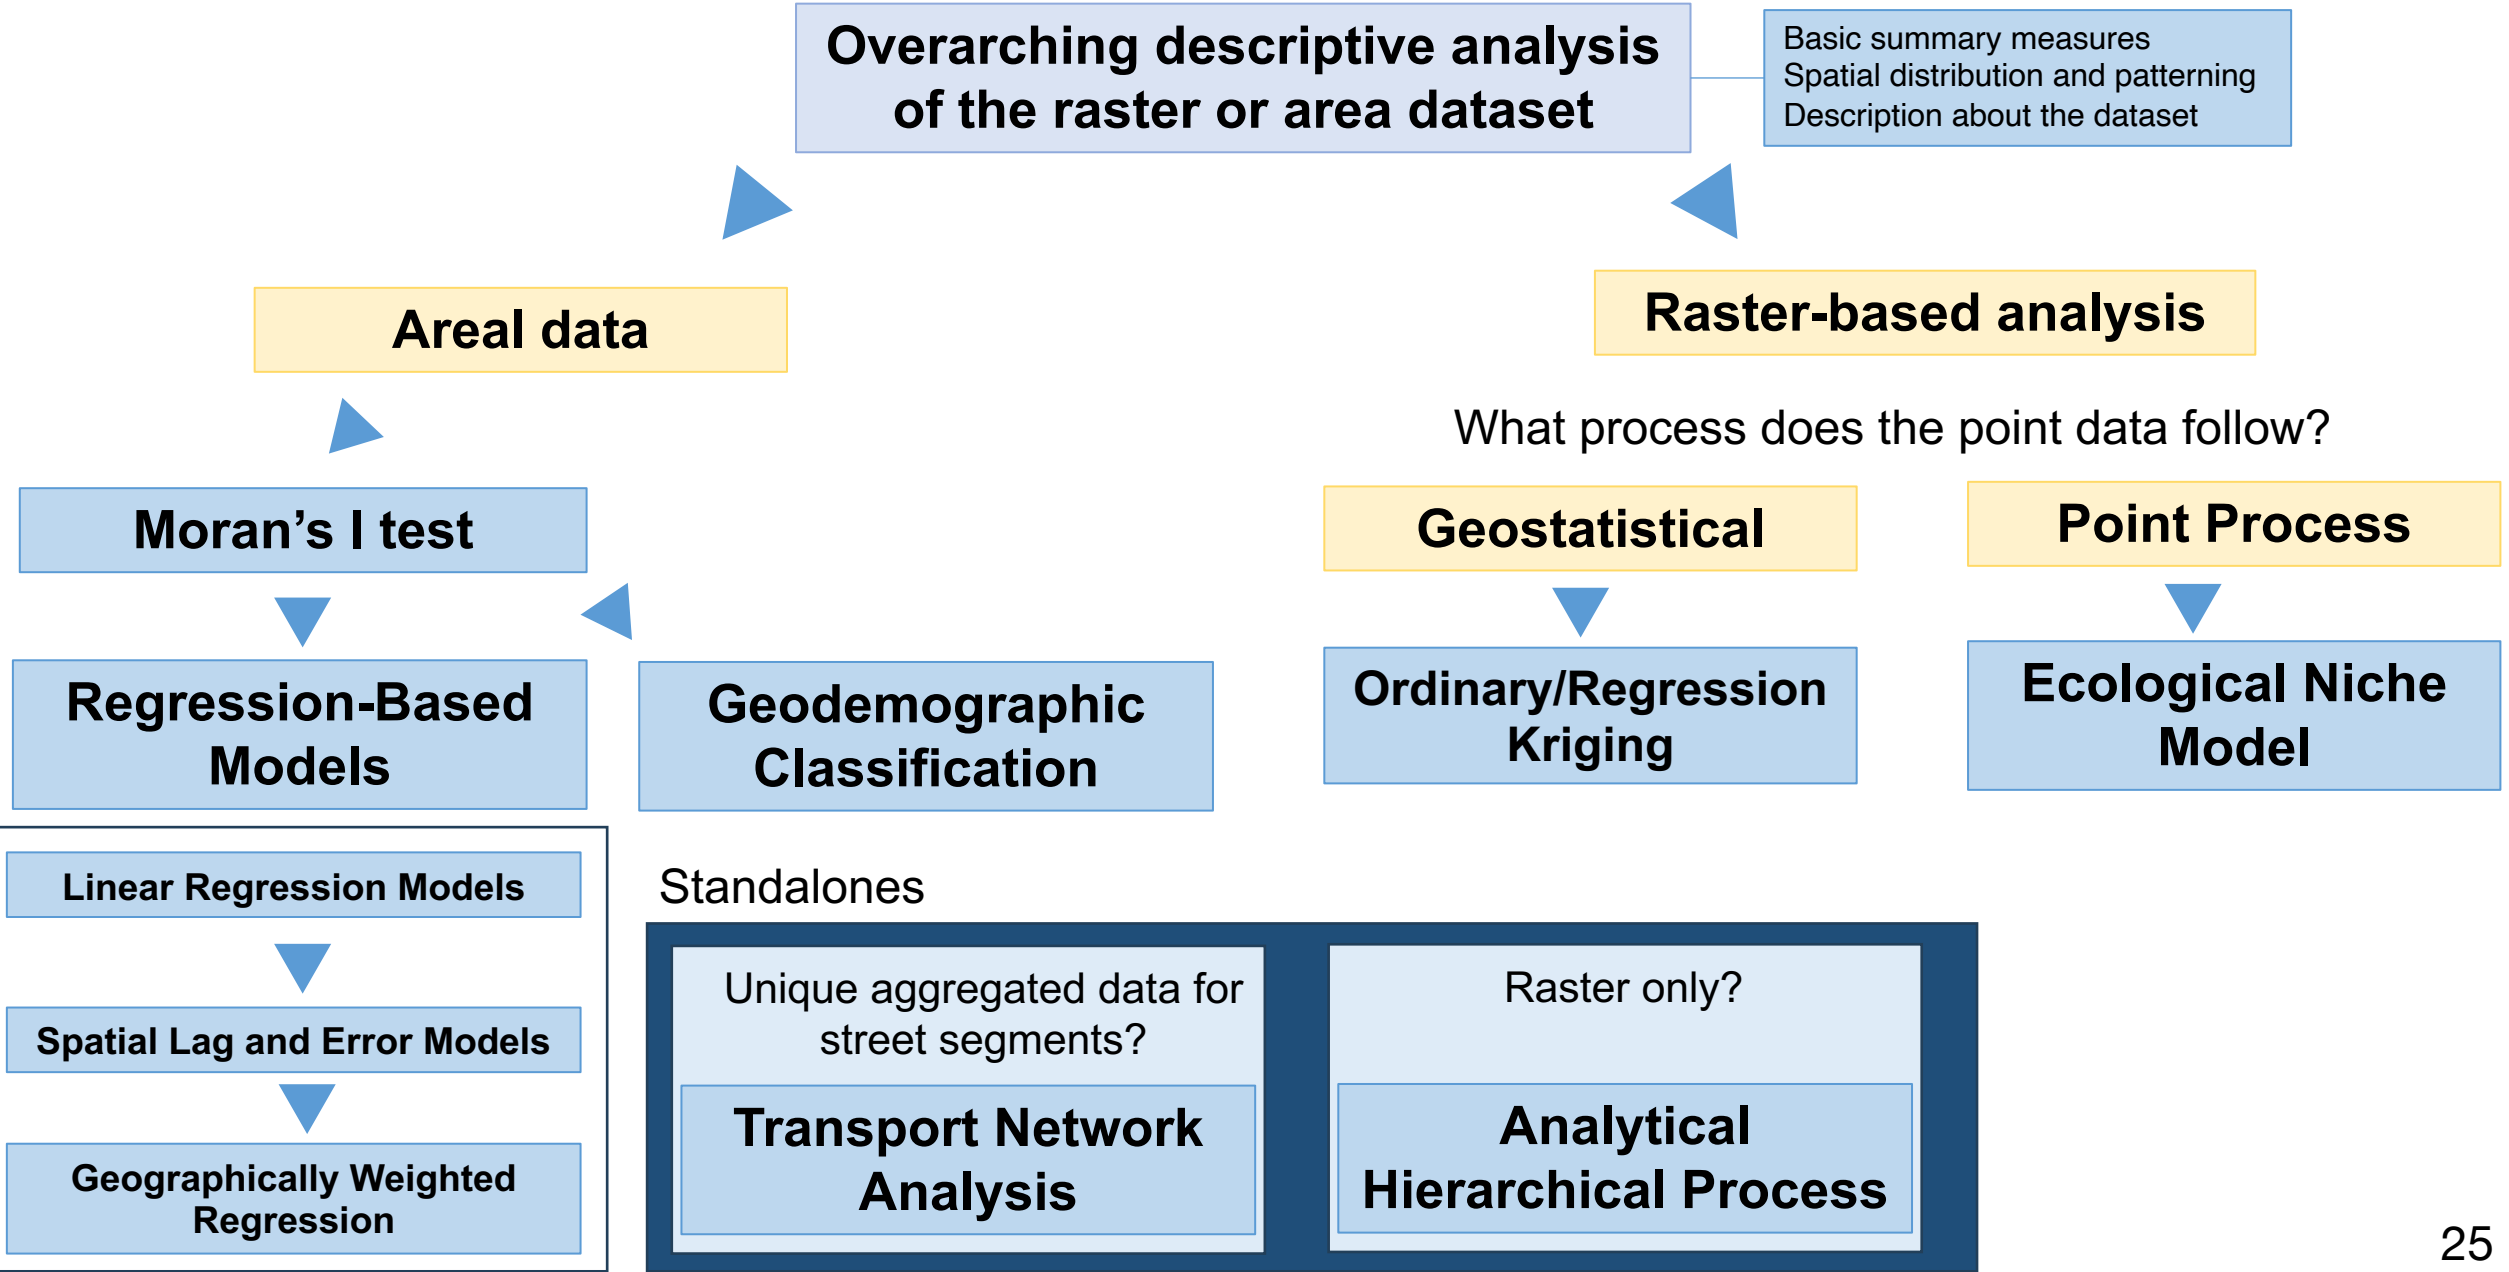 Overarching descriptive analysis
of the raster or area dataset
Basic summary measures
Spatial distribution and patterning
Description about the dataset
Areal data
Raster-based analysis
What process does the point data follow?
Moran’s I test
Geostatistical
Point Process
Regression-Based
Models
Geodemographic
Classification
Ordinary/Regression
Kriging
Ecological Niche
Model
Linear Regression Models
Spatial Lag and Error Models
Geographically Weighted
Regression
Standalones
Unique aggregated data for
street segments?
Transport Network
Analysis
Raster only?
Analytical
Hierarchical Process
25